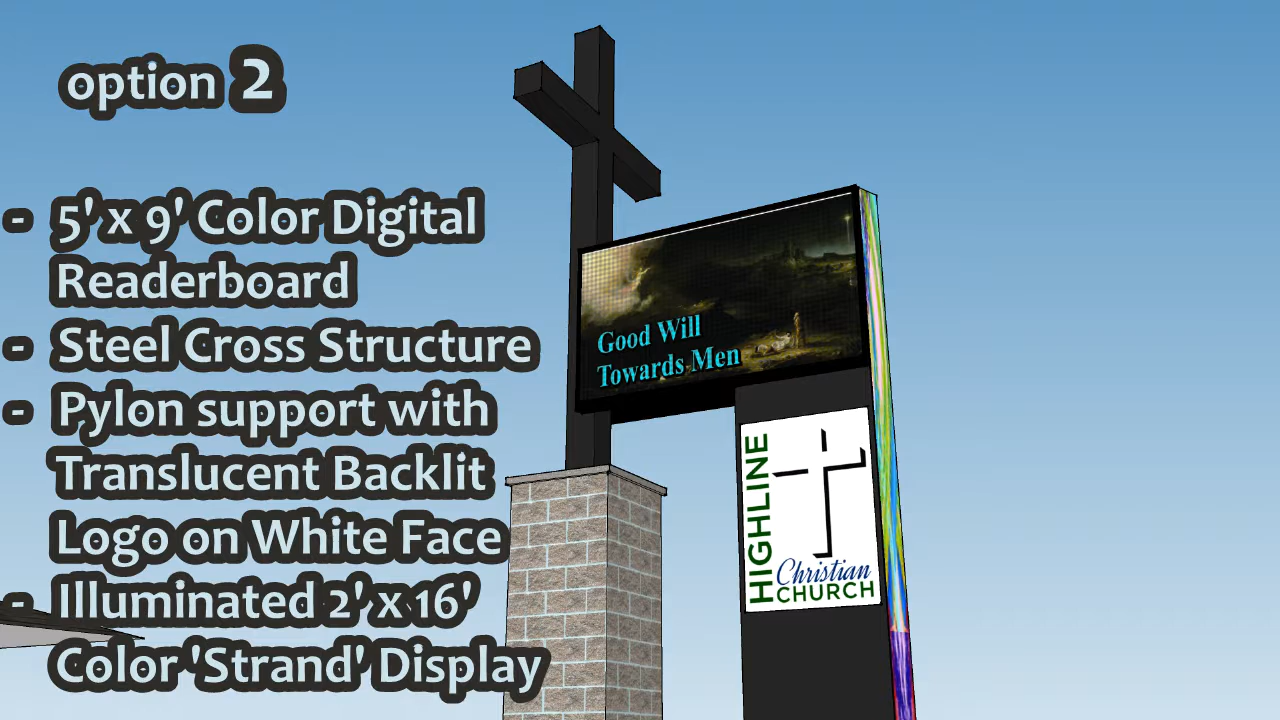 option 2
- 5' x 9' Color Digital
Readerboard
- Steel Cross Structure
- Pylon support with
Translucent Backlit
Logo on White Face
- Illuminated 2' x 16'
Color 'Strand' Display
Good Will
Towards Men
HIGHLINE
Christian
CHURCH